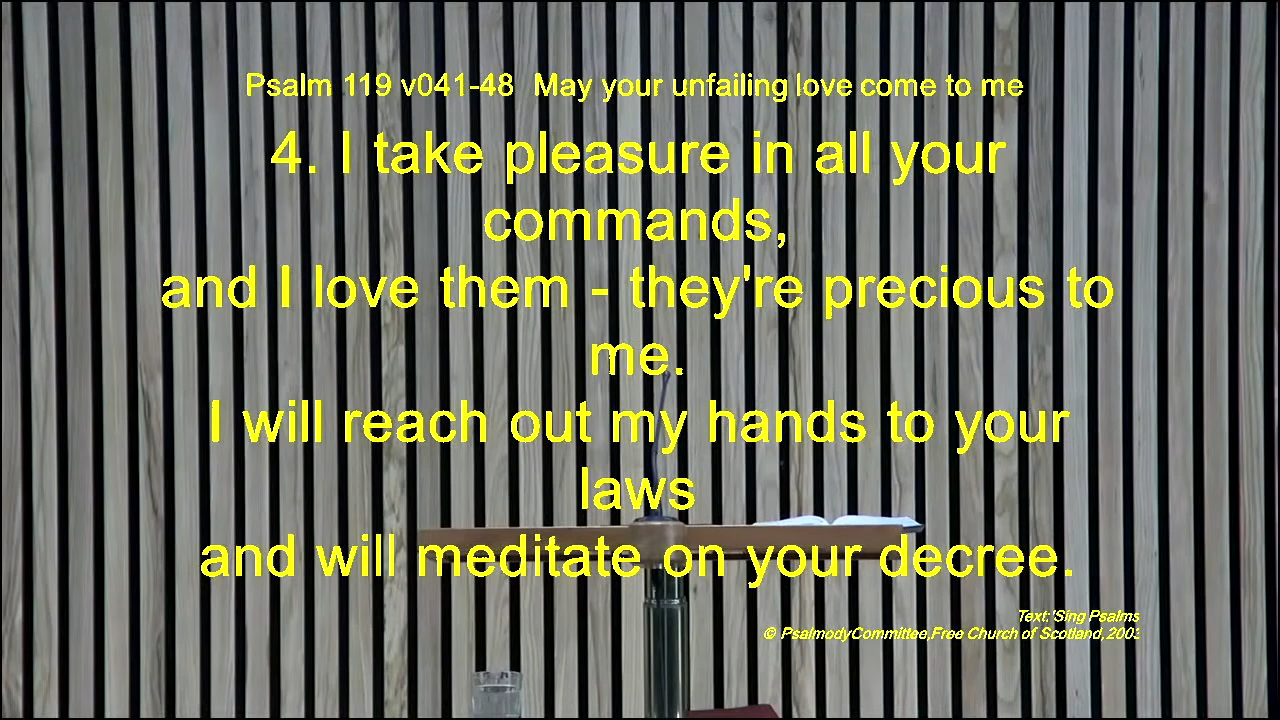 Psalm 119 v041-48  May your unfailing love come to me
4. I take pleasure in all your
commands,
and I love them - they're precious to
me.
I will reach out my hands to your
laws
and will meditate on your decree.
Text:'Sing Psalms
© PsalmodyCommittee,Free Church of Scotland,2003